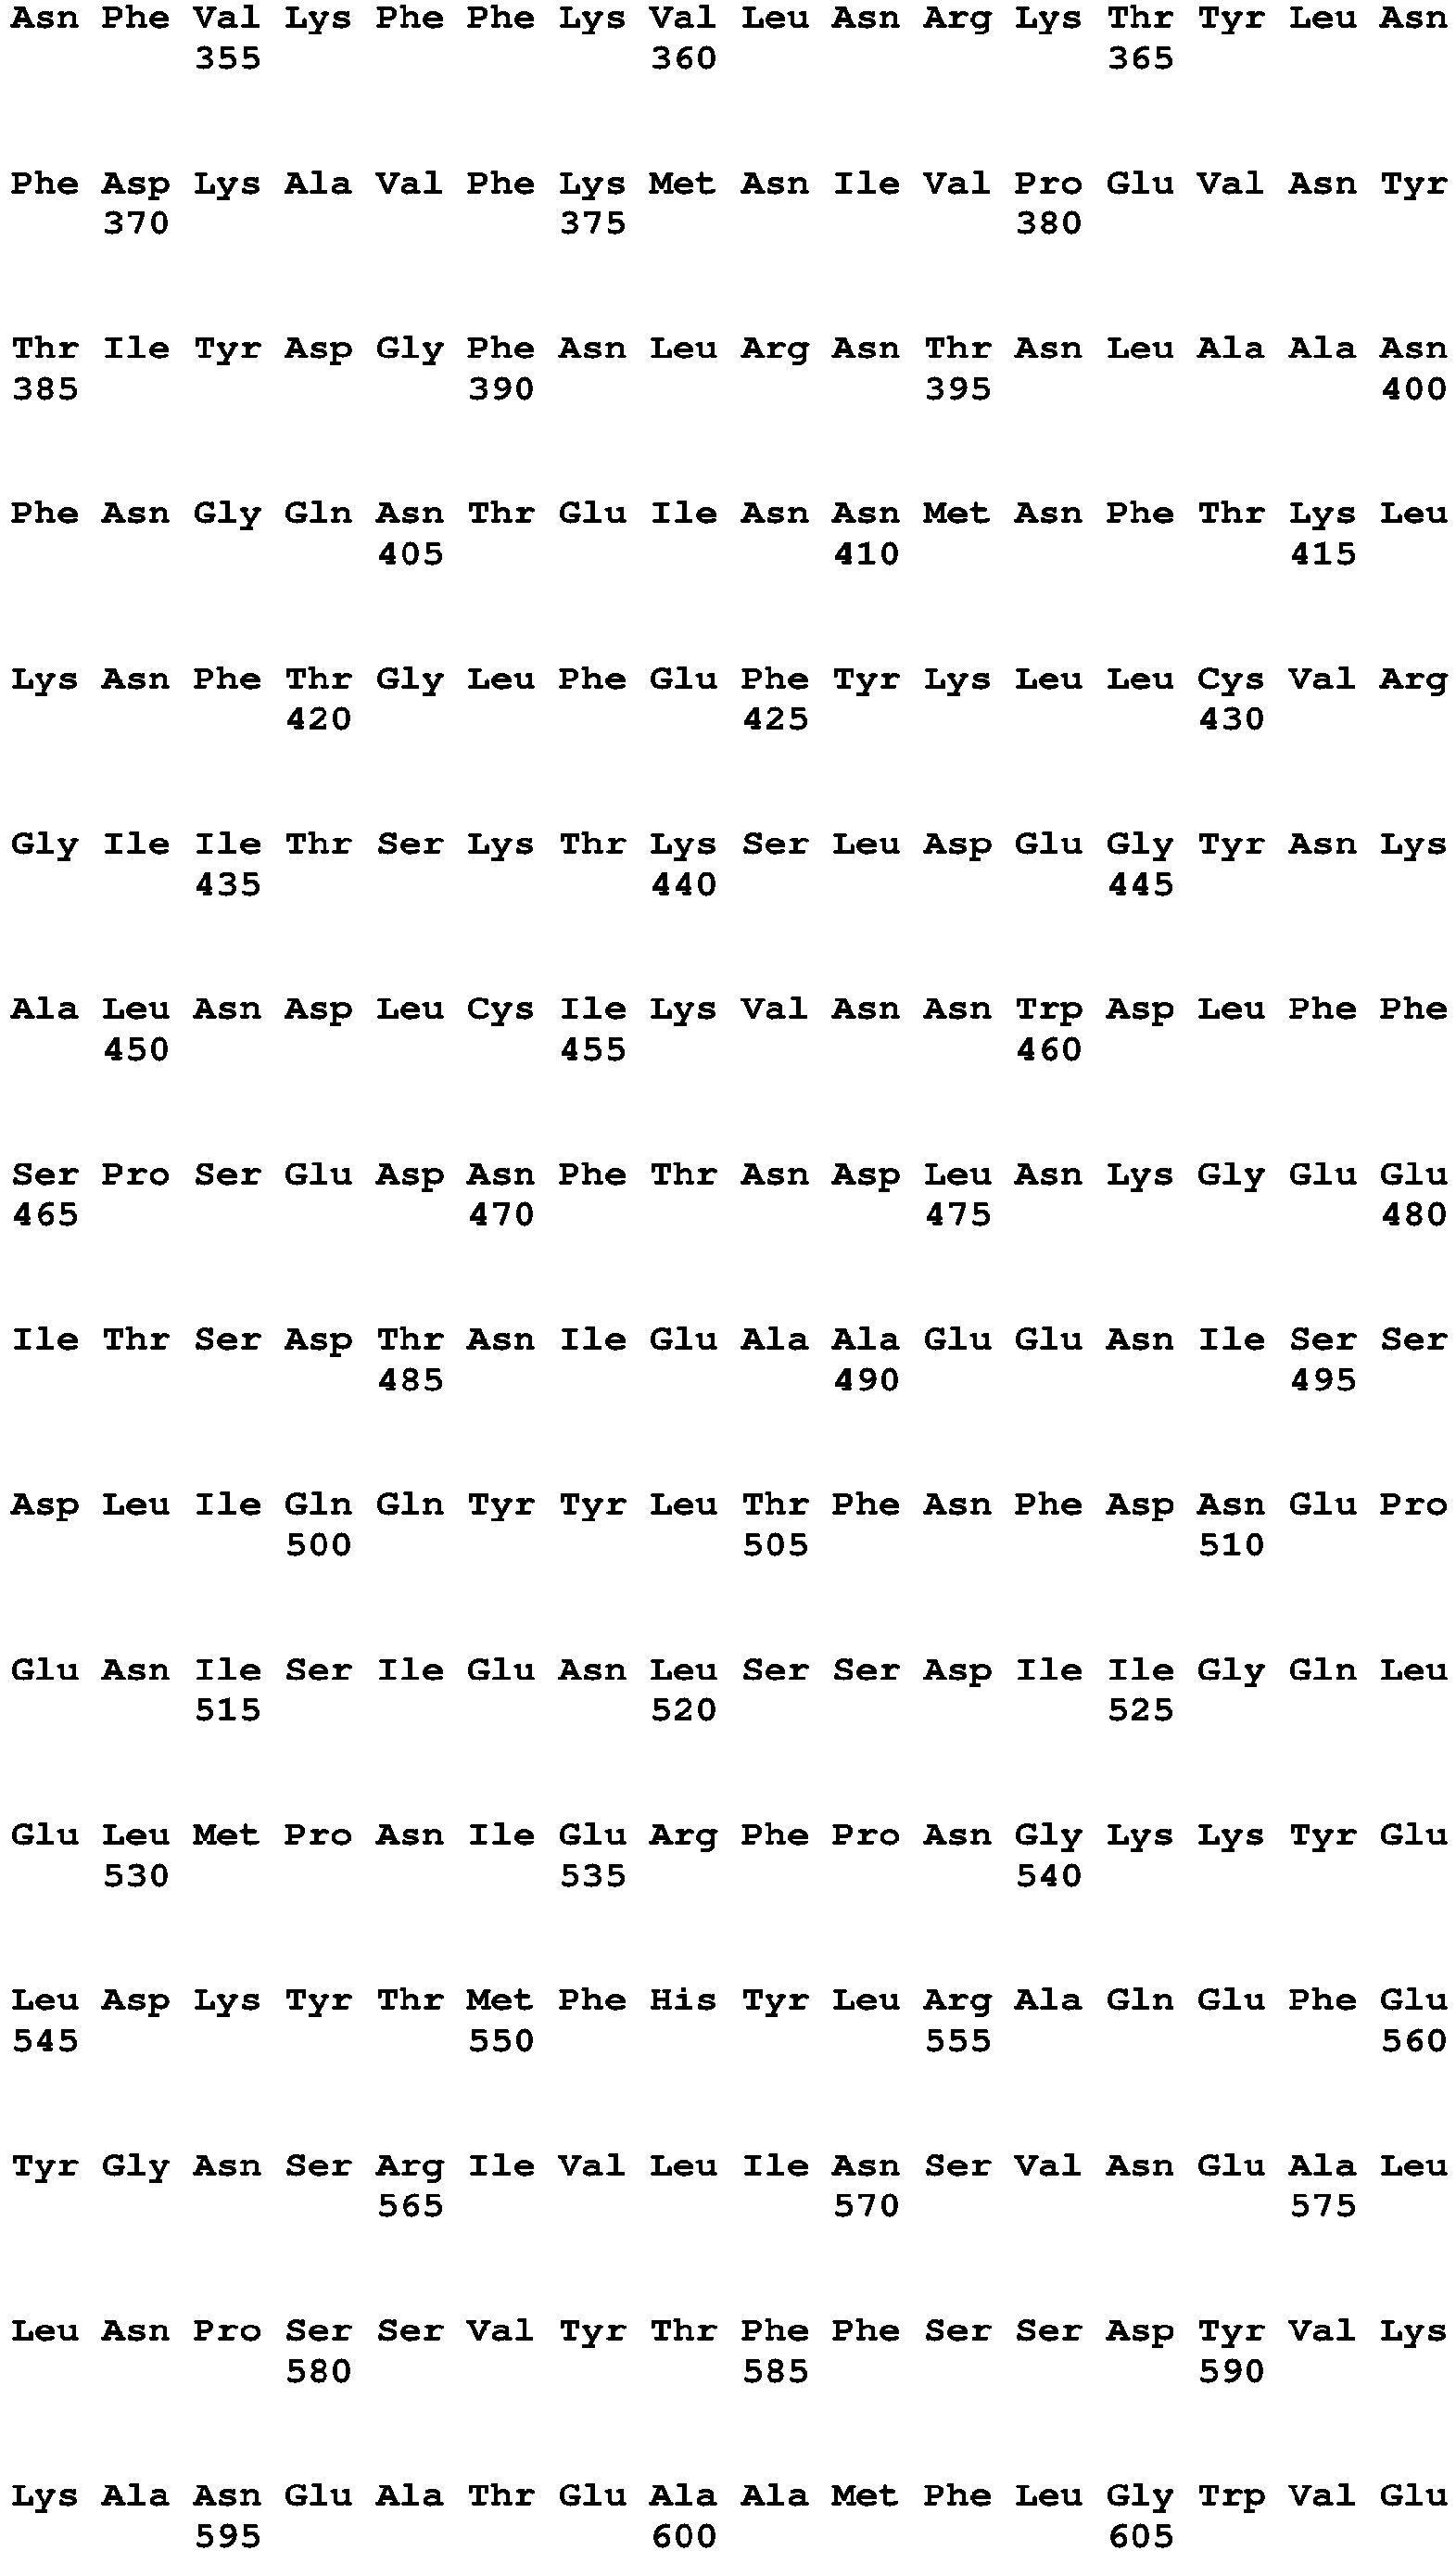 Asn Phe Val Lys Phe Phe Lys Val Leu Asn Arg Lys Thr Tyr Leu Asn
355 360 365
Phe Asp Lys Ala Val Phe Lys Met Asn Ile Val Pro Glu Val Asn Tyr
370 375 380
Thr Ile Tyr Asp Gly Phe Asn Leu Arg Asn Thr Asn Leu Ala Ala Asn
385 390 395 400
Phe Asn Gly Gln Asn Thr Glu Ile Asn Asn Met Asn Phe Thr Lys Leu
405 410 415
Lys Asn Phe Thr Gly Leu Phe Glu Phe Tyr Lys Leu Leu Cys Val Arg
420 425 430
Gly Ile Ile Thr Ser Lys Thr Lys Ser Leu Asp Glu Gly Tyr Asn Lys
435 440 445
Ala Leu Asn Asp Leu Cys Ile Lys Val Asn Asn Trp Asp Leu Phe Phe
450 455 460
Ser Pro Ser Glu Asp Asn Phe Thr Asn Asp Leu Asn Lys Gly Glu Glu
465 470 475 480
Ile Thr Ser Asp Thr Asn Ile Glu Ala Ala Glu Glu Asn Ile Ser Ser
485 490 495
Asp Leu Ile Gln Gln Tyr Tyr Leu Thr Phe Asn Phe Asp Asn Glu Pro
500 505 510
Glu Asn Ile Ser Ile Glu Asn Leu Ser Ser Asp Ile Ile Gly Gln Leu
515 520 525
Glu Leu Met Pro Asn Ile Glu Arg Phe Pro Asn Gly Lys Lys Tyr Glu
530 535 540
Leu Asp Lys Tyr Thr Met Phe His Tyr Leu Arg Ala Gln Glu Phe Glu
545 550 555 560
Tyr Gly Asn Ser Arg Ile Val Leu Ile Asn Ser Val Asn Glu Ala Leu
565 570 575
Leu Asn Pro Ser Ser Val Tyr Thr Phe Phe Ser Ser Asp Tyr Val Lys
580 585 590
Lys Ala Asn Glu Ala Thr Glu Ala Ala Met Phe Leu Gly Trp Val Glu
595 600 605